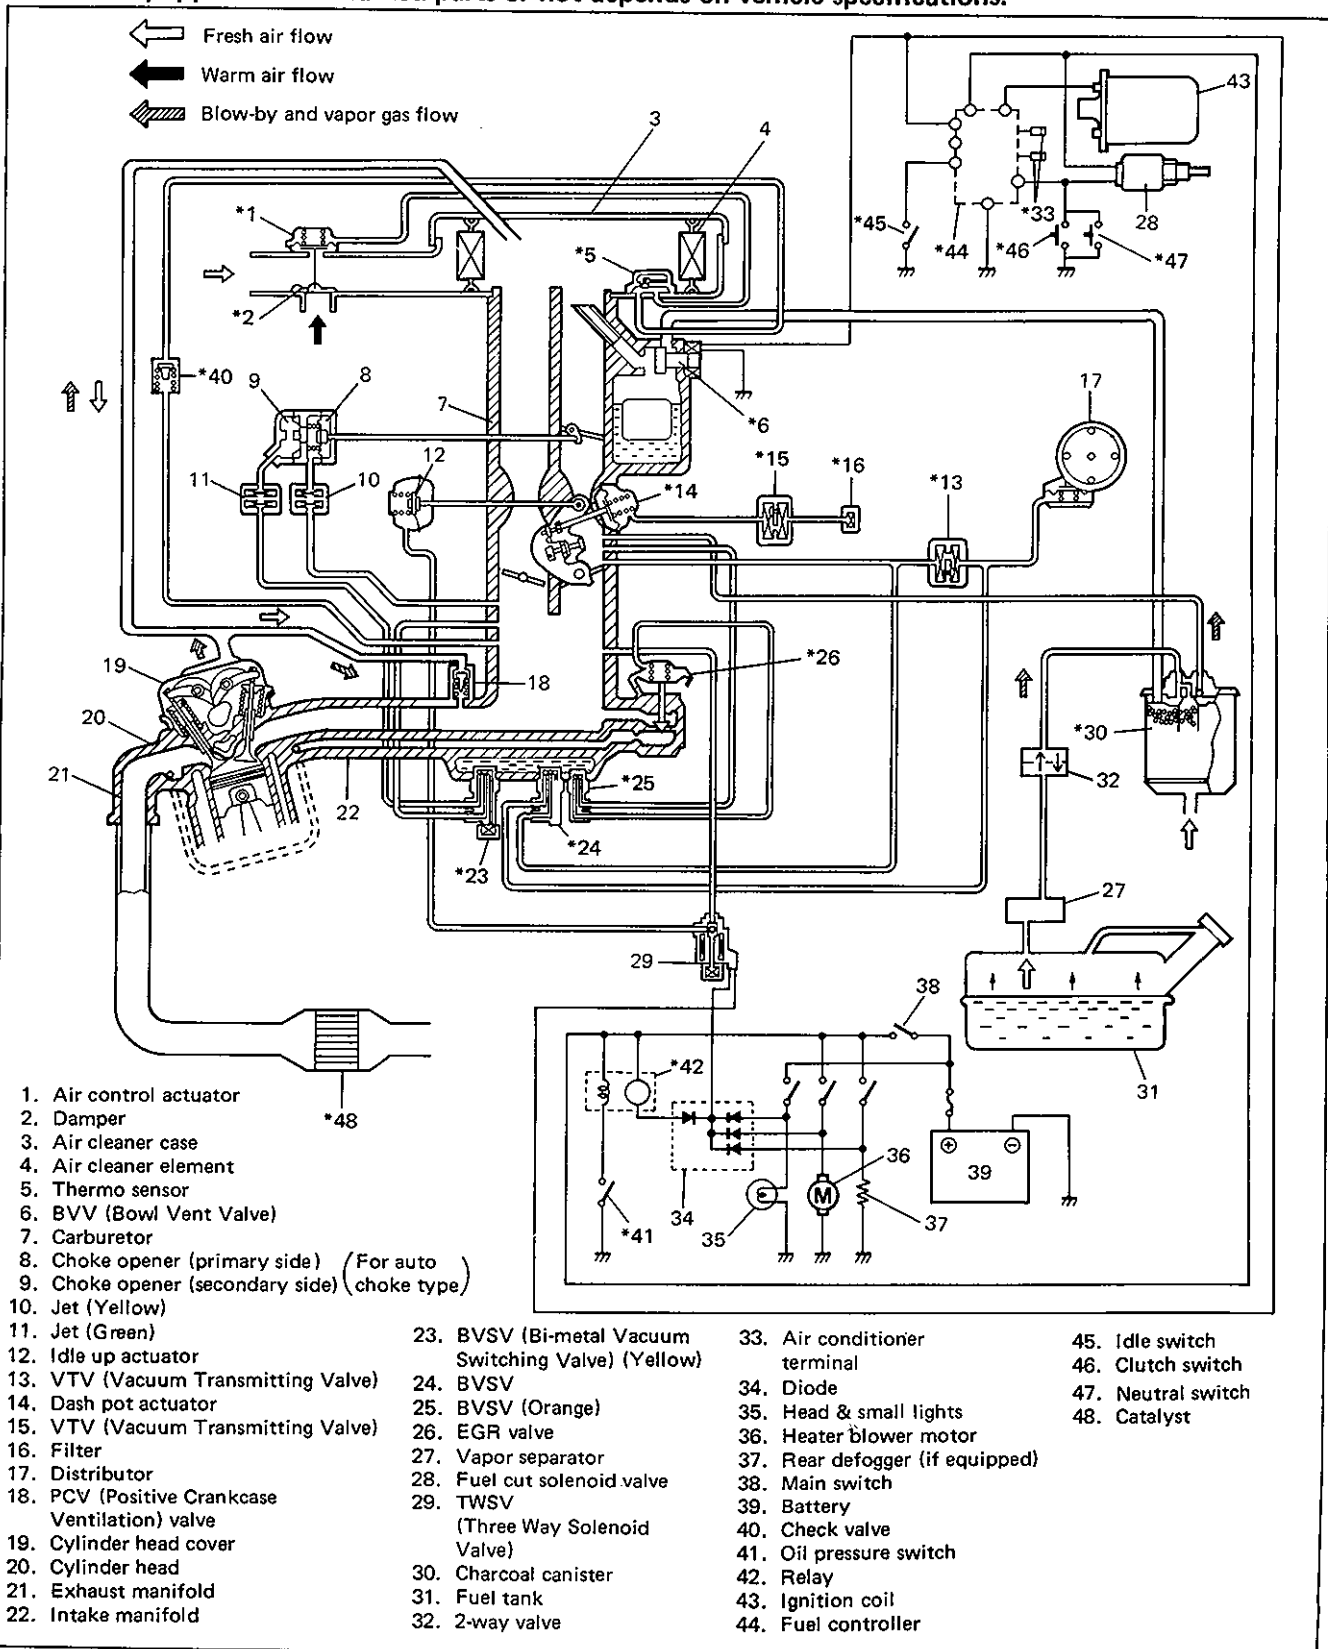 Fresh air flow
Warm air flow
Blow-by and vapor gas flow
3
4
43
*1
*5
*45
*44
*33
*46
28
*47
*2
*40
9
8
7
*6
17
11
10
12
*14
*15
*16
*13
19
18
*26
20
21
22
*25
*24
*23
*30
32
27
29
38
31
*42
*48
34
*41
35
M
36
37
39
1. Air control actuator
2. Damper
3. Air cleaner case
4. Air cleaner element
5. Thermo sensor
6. BVV (Bowl Vent Valve)
7. Carburetor
8. Choke opener (primary side) (For auto
9. Choke opener (secondary side) choke type)
10. Jet (Yellow)
11. Jet (Green)
12. Idle up actuator
13. VTV (Vacuum Transmitting Valve)
14. Dash pot actuator
15. VTV (Vacuum Transmitting Valve)
16. Filter
17. Distributor
18. PCV (Positive Crankcase
Ventilation) valve
19. Cylinder head cover
20. Cylinder head
21. Exhaust manifold
22. Intake manifold
23. BVSV (Bi-metal Vacuum
Switching Valve) (Yellow)
24. BVSV
25. BVSV (Orange)
26. EGR valve
27. Vapor separator
28. Fuel cut solenoid valve
29. TWSV
(Three Way Solenoid
Valve)
30. Charcoal canister
31. Fuel tank
32. 2-way valve
33. Air conditioner
terminal
34. Diode
35. Head & small lights
36. Heater blower motor
37. Rear defogger (if equipped)
38. Main switch
39. Battery
40. Check valve
41. Oil pressure switch
42. Relay
43. Ignition coil
44. Fuel controller
45. Idle switch
46. Clutch switch
47. Neutral switch
48. Catalyst